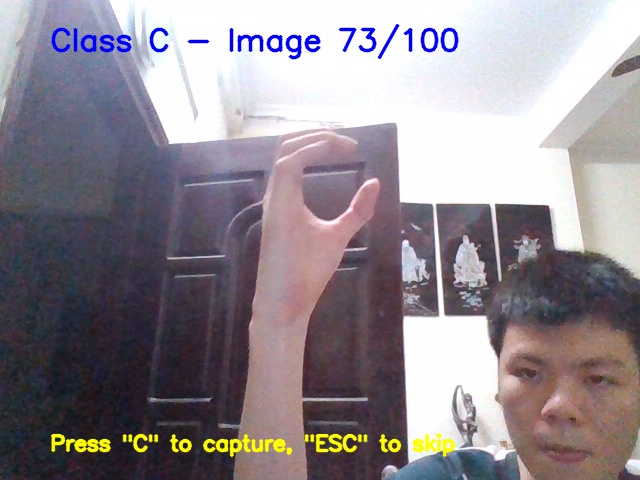 Class C - Image 73/100
Press "C" to capture, "ESC" to skip